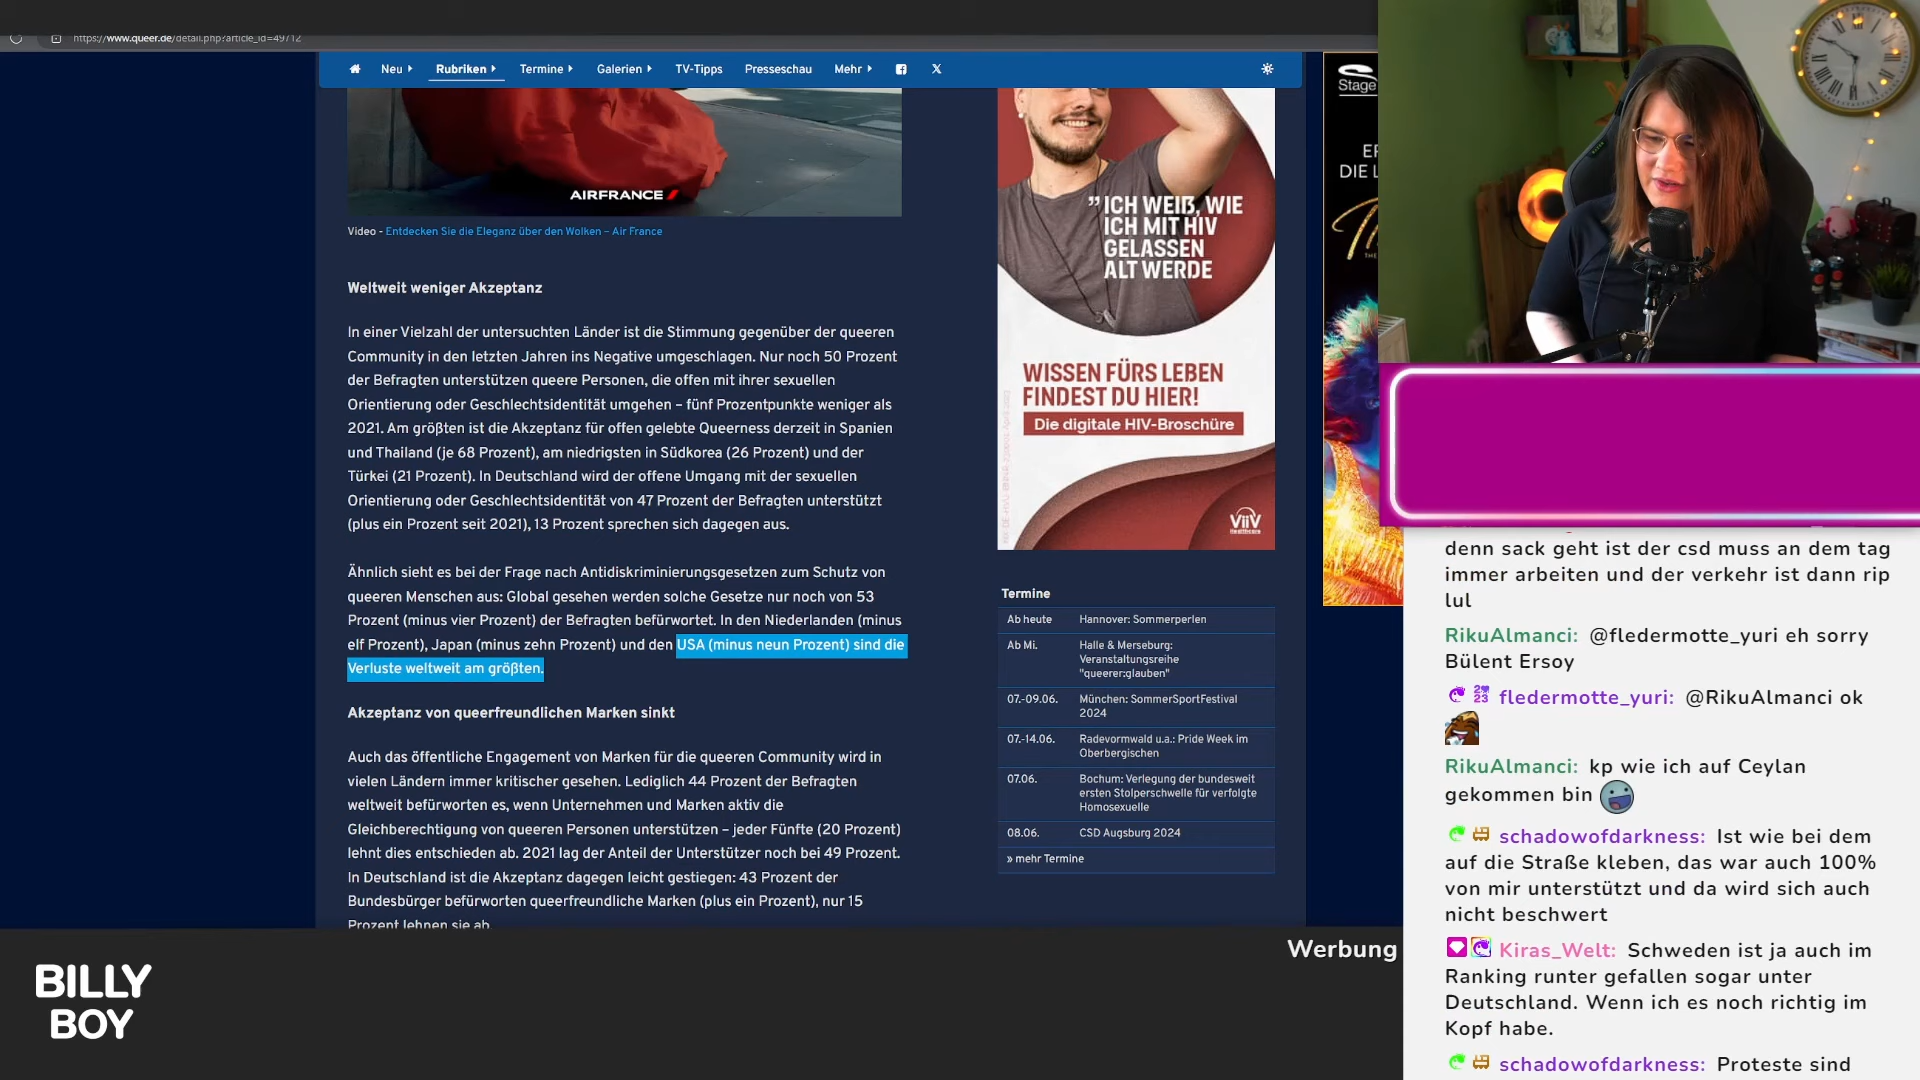 https://www.queer.de/detail.php?article_id=49712
Neu
Rubriken
Termine
Galerien
TV-Tipps
Presseschau
Mehr
AIRFRANCE
Video - Entdecken Sie die Eleganz über den Wolken – Air France
Weltweit weniger Akzeptanz
In einer Vielzahl der untersuchten Länder ist die Stimmung gegenüber der queeren
Community in den letzten Jahren ins Negative umgeschlagen. Nur noch 50 Prozent
der Befragten unterstützen queere Personen, die offen mit ihrer sexuellen
Orientierung oder Geschlechtsidentität umgehen – fünf Prozentpunkte weniger als
2021. Am größten ist die Akzeptanz für offen gelebte Queerness derzeit in Spanien
und Thailand (je 68 Prozent), am niedrigsten in Südkorea (26 Prozent) und der
Türkei (21 Prozent). In Deutschland wird der offene Umgang mit der sexuellen
Orientierung oder Geschlechtsidentität von 47 Prozent der Befragten unterstützt
(plus ein Prozent seit 2021), 13 Prozent sprechen sich dagegen aus.
Ähnlich sieht es bei der Frage nach Antidiskriminierungsgesetzen zum Schutz von
queeren Menschen aus: Global gesehen werden solche Gesetze nur noch von 53
Prozent (minus vier Prozent) der Befragten befürwortet. In den Niederlanden (minus
elf Prozent), Japan (minus zehn Prozent) und den USA (minus neun Prozent) sind die
Verluste weltweit am größten.
Akzeptanz von queerfreundlichen Marken sinkt
Auch das öffentliche Engagement von Marken für die queeren Community wird in
vielen Ländern immer kritischer gesehen. Lediglich 44 Prozent der Befragten
weltweit befürworten es, wenn Unternehmen und Marken aktiv die
Gleichberechtigung von queeren Personen unterstützen – jeder Fünfte (20 Prozent)
lehnt dies entschieden ab. 2021 lag der Anteil der Unterstützer noch bei 49 Prozent.
In Deutschland ist die Akzeptanz dagegen leicht gestiegen: 43 Prozent der
Bundesbürger befürworten queerfreundliche Marken (plus ein Prozent), nur 15
Prozent lehnen sie ab.
" ICH WEIẞ, WIE
ICH MIT HIV
GELASSEN
ALT WERDE
WISSEN FÜRS LEBEN
FINDEST DU HIER!
Die digitale HIV-Broschüre
ViiV
Healthcare
Termine
Ab heute Hannover: Sommerperlen
Ab Mi. Halle & Merseburg:
Veranstaltungsreihe
"queerer:glauben"
07.-09.06. München: SommerSportFestival
2024
07.-14.06. Radevormwald u.a.: Pride Week im
Oberbergischen
07.06. Bochum: Verlegung der bundesweit
ersten Stolperschwelle für verfolgte
Homosexuelle
08.06. CSD Augsburg 2024
» mehr Termine
Stage
DIE L
denn sack geht ist der csd muss an dem tag
immer arbeiten und der verkehr ist dann rip
lul
RikuAlmanci: @fledermotte_yuri eh sorry
Bülent Ersoy
fledermotte_yuri: @RikuAlmanci ok
RikuAlmanci: kp wie ich auf Ceylan
gekommen bin
schadowofdarkness: Ist wie bei dem
auf die Straße kleben, das war auch 100%
von mir unterstützt und da wird sich auch
nicht beschwert
Kiras_Welt: Schweden ist ja auch im
Ranking runter gefallen sogar unter
Deutschland. Wenn ich es noch richtig im
Kopf habe.
schadowofdarkness: Proteste sind
Werbung
BILLY
BOY